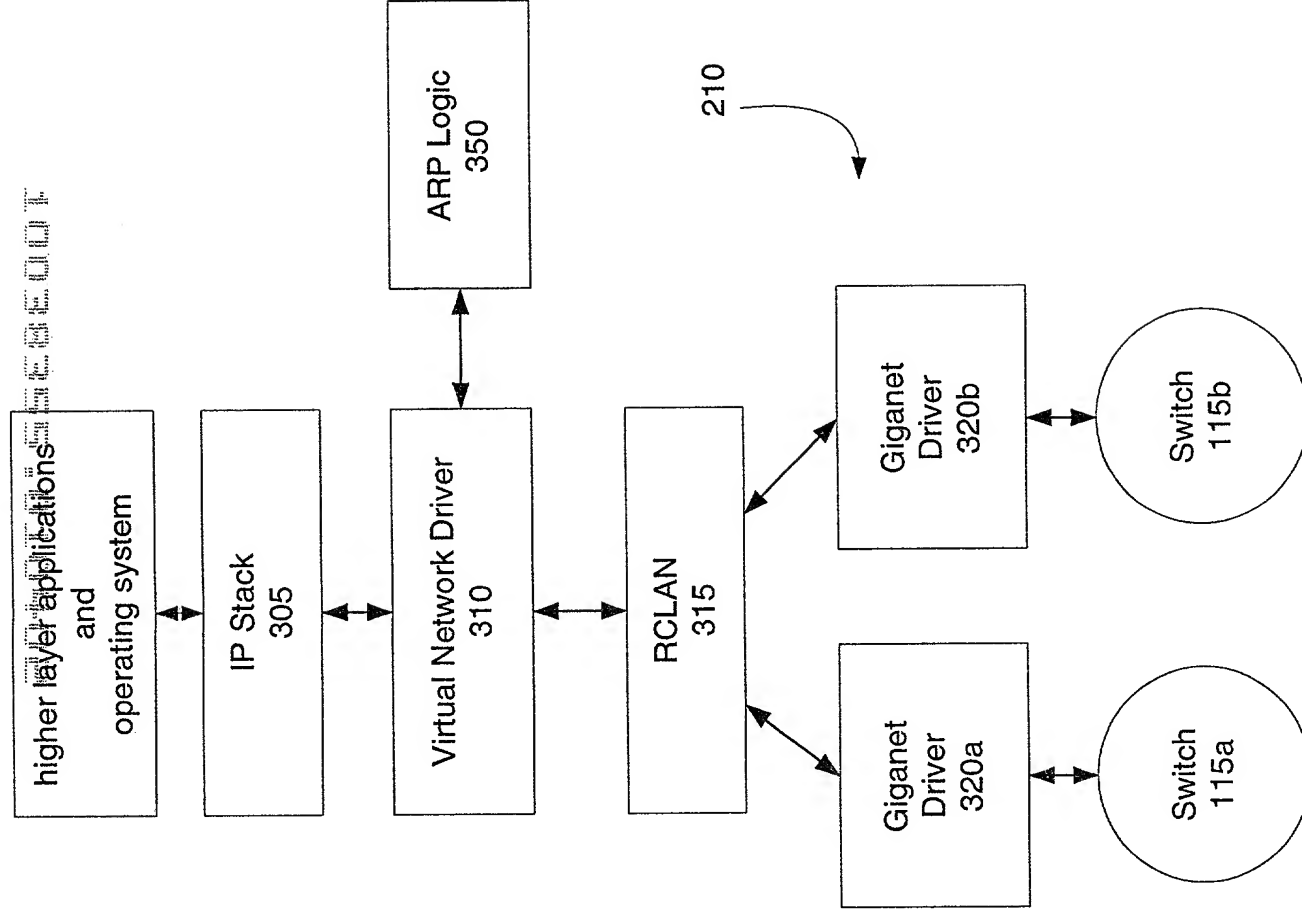 higher layer applications
and
operating system
IP Stack
305
Virtual Network Driver
310
ARP Logic
350
RCLAN
315
210
Giganet
Driver
320a
Giganet
Driver
320b
Switch
115a
Switch
115b